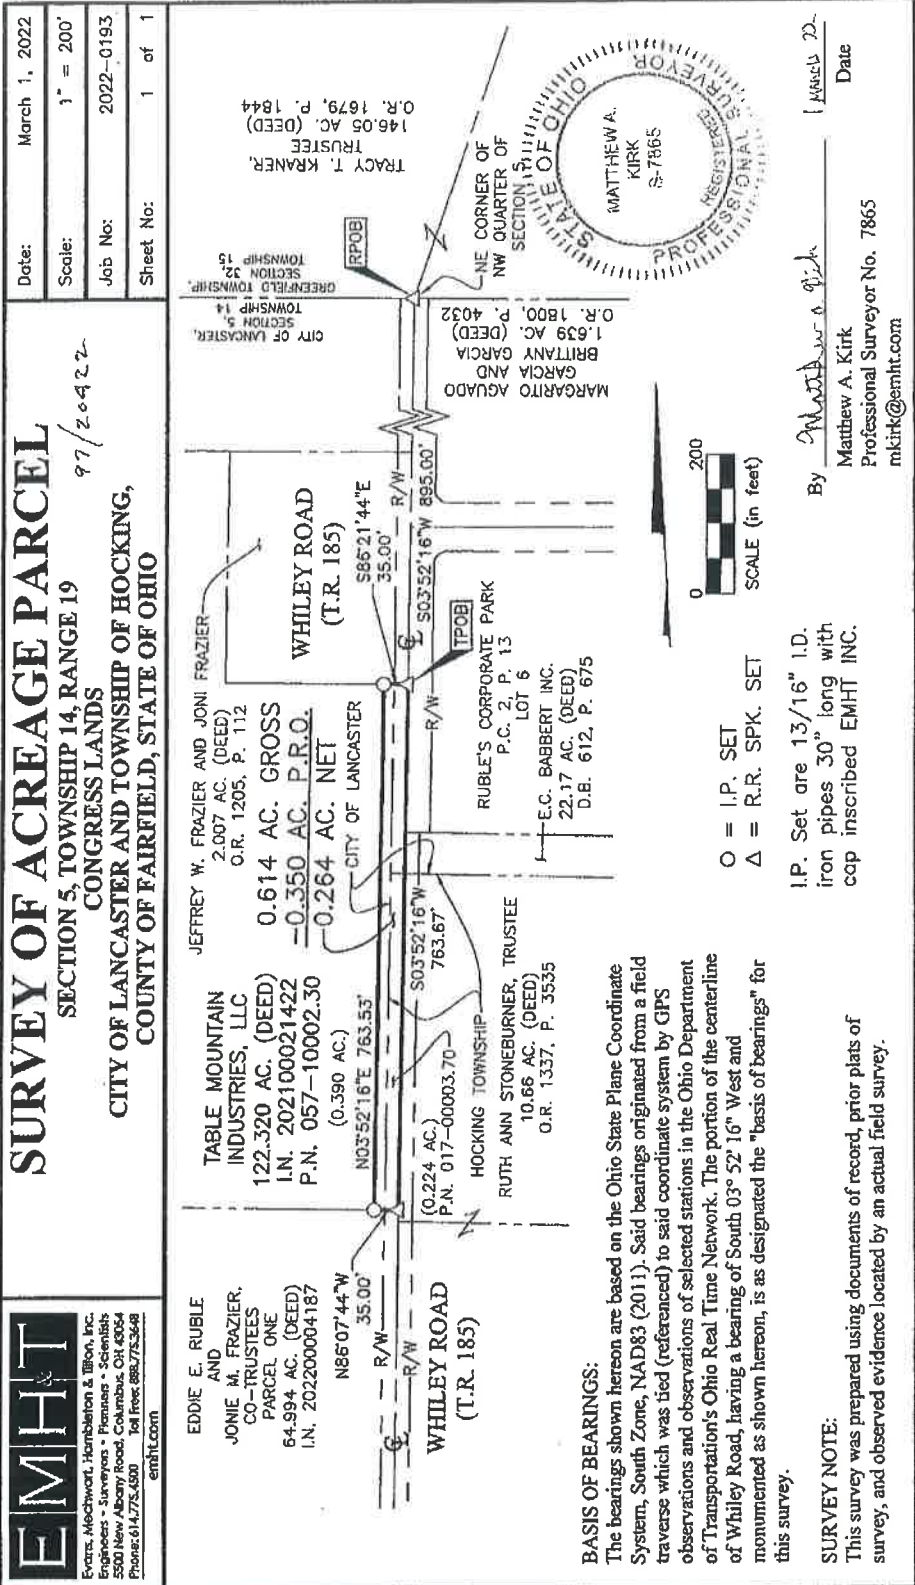 EMH&T
Evans, Mechwart, Hambleton & Tilton, Inc.
Engineers • Surveyors • Planners • Scientists
5500 New Albany Road, Columbus, OH 43054
Phone: 614.775.4500 Toll Free: 888.775.3648
emht.com
SURVEY OF ACREAGE PARCEL
SECTION 5, TOWNSHIP 14, RANGE 19
CONGRESS LANDS
CITY OF LANCASTER AND TOWNSHIP OF HOCKING,
COUNTY OF FAIRFIELD, STATE OF OHIO
97/20422
Date: March 1, 2022
Scale: 1" = 200'
Job No: 2022-0193
Sheet No: 1 of 1
EDDIE E. RUBLE
AND
JONIE M. FRAZIER,
CO-TRUSTEES
PARCEL ONE
64.994 AC. (DEED)
I.N. 202200004187
N86°07'44"W
35.00'
R/W
R/W
WHILEY ROAD
(T.R. 185)
TABLE MOUNTAIN
INDUSTRIES, LLC
122.320 AC. (DEED)
I.N. 202100021422
P.N. 057-10002.30
(0.390 AC.)
N03°52'16"E 763.53'
JEFFREY W. FRAZIER AND JONI FRAZIER
2.007 AC. (DEED)
O.R. 1205, P. 112
0.614 AC. GROSS
-0.350 AC. P.R.O.
0.264 AC. NET
CITY OF LANCASTER
WHILEY ROAD
(T.R. 185)
S86°21'44"E
35.00'
R/W
S03°52'16"W 895.00'
TPOB
R/W
S03°52'16"W
763.67'
(0.224 AC.)
P.N. 017-00003.70
HOCKING TOWNSHIP
RUTH ANN STONEBURNER, TRUSTEE
10.66 AC. (DEED)
O.R. 1337, P. 3535
RUBLE'S CORPORATE PARK
P.C. 2, P. 13
LOT 6
E.C. BABBERT INC.
22.17 AC. (DEED)
D.B. 612, P. 675
CITY OF LANCASTER,
SECTION 5,
TOWNSHIP 14
GREENFIELD TOWNSHIP,
SECTION 32,
TOWNSHIP 15
RPOB
TRACY T. KRANER,
TRUSTEE
146.05 AC. (DEED)
O.R. 1679, P. 1844
NE CORNER OF
NW QUARTER OF
SECTION 5
MARGARITO AGUADO
GARCIA AND
BRITTANY GARCIA
1.639 AC. (DEED)
O.R. 1800, P. 4032
STATE OF OHIO
MATTHEW A.
KIRK
S-7865
REGISTERED
PROFESSIONAL SURVEYOR
0 200
SCALE (in feet)
O = I.P. SET
Δ = R.R. SPK. SET
I.P. Set are 13/16" I.D.
iron pipes 30" long with
cap inscribed EMHT INC.
BASIS OF BEARINGS:
The bearings shown hereon are based on the Ohio State Plane Coordinate
System, South Zone, NAD83 (2011). Said bearings originated from a field
traverse which was tied (referenced) to said coordinate system by GPS
observations and observations of selected stations in the Ohio Department
of Transportation's Ohio Real Time Network. The portion of the centerline
of Whiley Road, having a bearing of South 03° 52' 16" West and
monumented as shown hereon, is as designated the "basis of bearings" for
this survey.
SURVEY NOTE:
This survey was prepared using documents of record, prior plats of
survey, and observed evidence located by an actual field survey.
By Matthew A. Kirk 1 MARCH 22
Date
Matthew A. Kirk
Professional Surveyor No. 7865
mkirk@emht.com